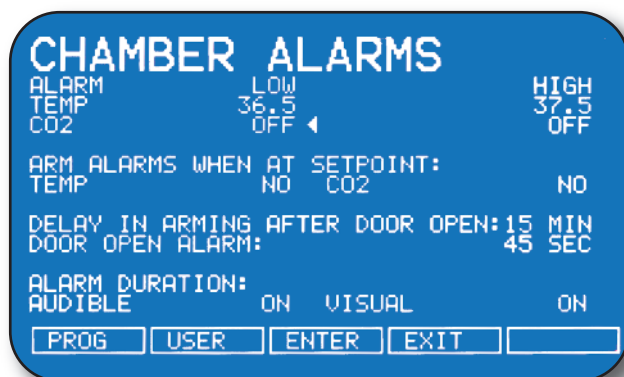 CHAMBER ALARMS
ALARM LOW HIGH
TEMP 36.5 37.5
CO2 OFF OFF
ARM ALARMS WHEN AT SETPOINT:
TEMP NO CO2 NO
DELAY IN ARMING AFTER DOOR OPEN:15 MIN
DOOR OPEN ALARM: 45 SEC
ALARM DURATION:
AUDIBLE ON VISUAL ON
PROG USER ENTER EXIT